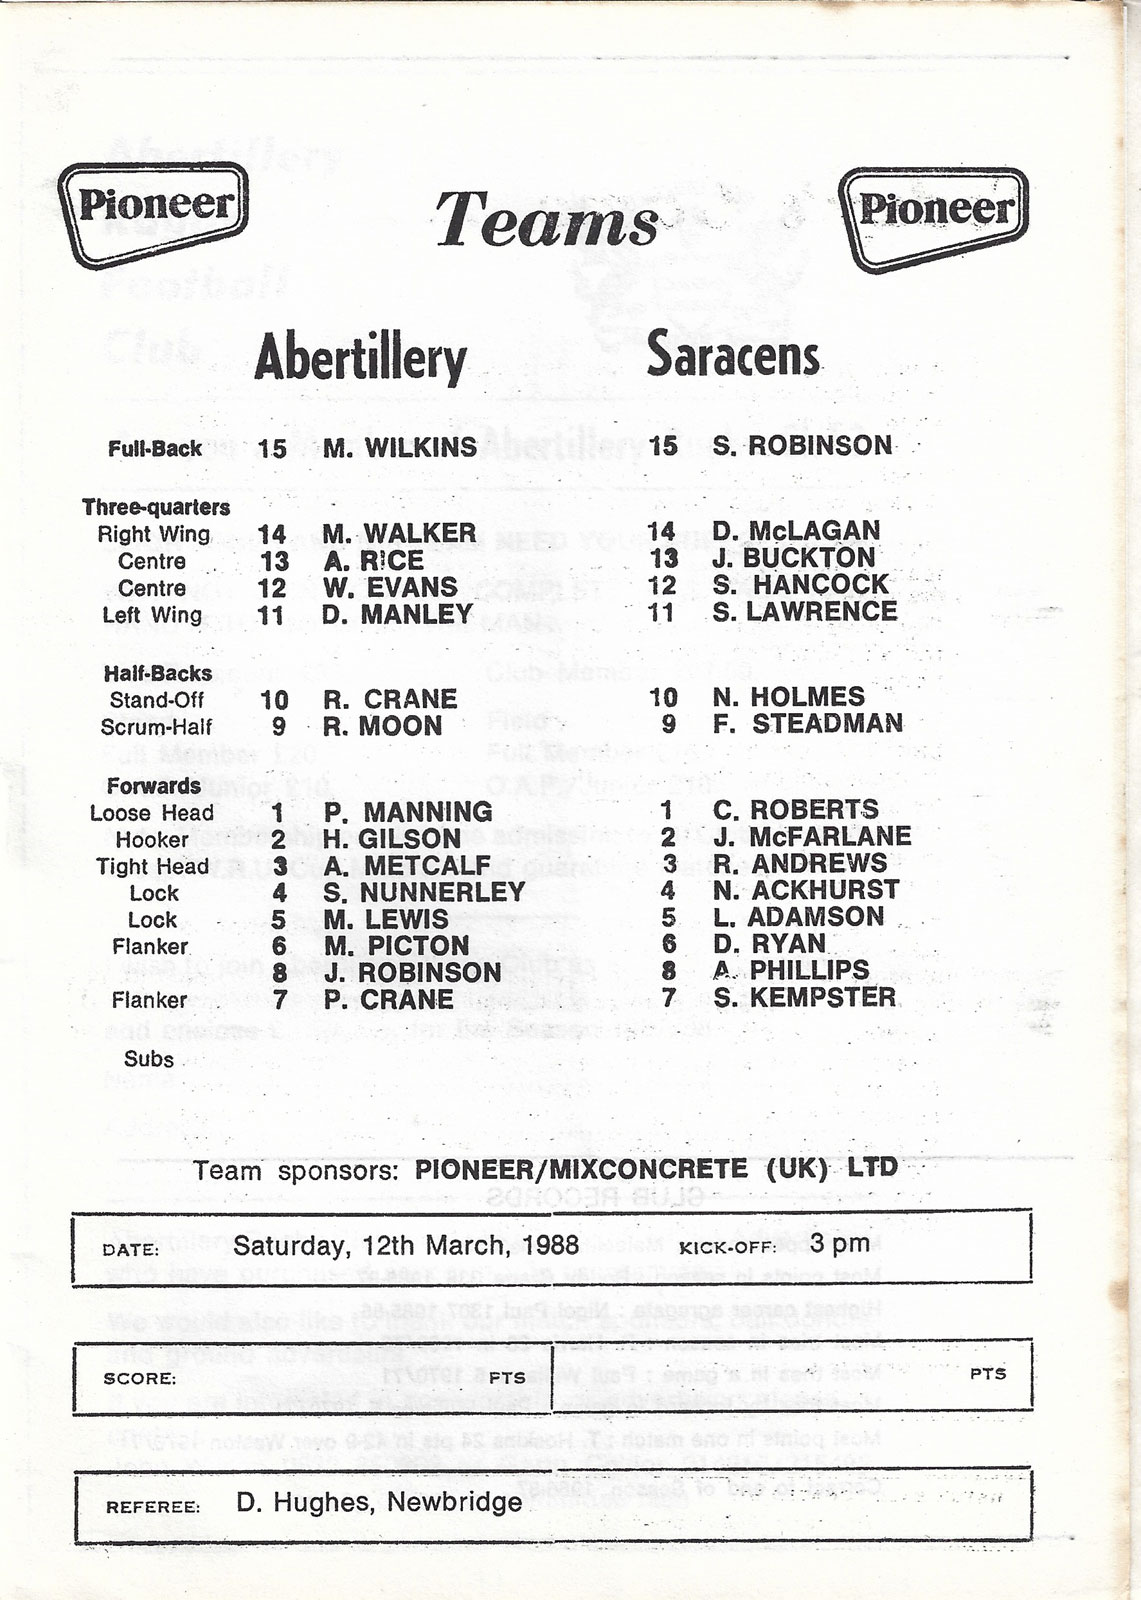 Pioneer Teams Pioneer
Abertillery Saracens
Full-Back 15 M. WILKINS 15 S. ROBINSON
Three-quarters
Right Wing 14 M. WALKER 14 D. McLAGAN
Centre 13 A. RICE 13 J. BUCKTON
Centre 12 W. EVANS 12 S. HANCOCK
Left Wing 11 D. MANLEY 11 S. LAWRENCE
Half-Backs
Stand-Off 10 R. CRANE 10 N. HOLMES
Scrum-Half 9 R. MOON 9 F. STEADMAN
Forwards
Loose Head 1 P. MANNING 1 C. ROBERTS
Hooker 2 H. GILSON 2 J. McFARLANE
Tight Head 3 A. METCALF 3 R. ANDREWS
Lock 4 S. NUNNERLEY 4 N. ACKHURST
Lock 5 M. LEWIS 5 L. ADAMSON
Flanker 6 M. PICTON 6 D. RYAN
8 J. ROBINSON 8 A. PHILLIPS
Flanker 7 P. CRANE 7 S. KEMPSTER
Subs
Team sponsors: PIONEER/MIXCONCRETE (UK) LTD
DATE: Saturday, 12th March, 1988 KICK-OFF: 3 pm
SCORE: PTS PTS
REFEREE: D. Hughes, Newbridge